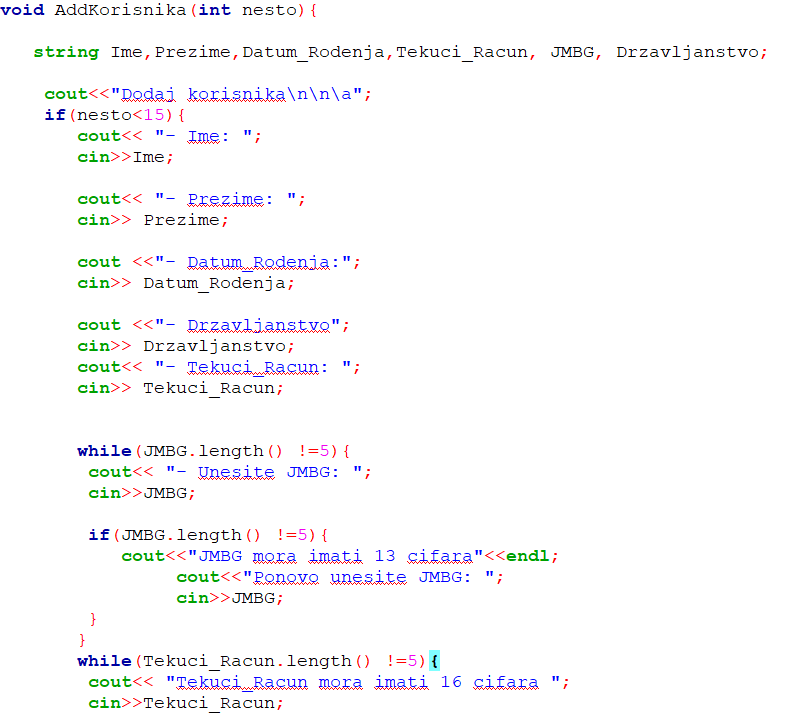 void AddKorisnika(int nesto){
string Ime,Prezime,Datum_Rodenja,Tekuci_Racun, JMBG, Drzavljanstvo;
cout<<"Dodaj korisnika\n\n\a";
if(nesto<15){
cout<< "- Ime: ";
cin>>Ime;
cout<< "- Prezime: ";
cin>> Prezime;
cout <<"- Datum_Rodenja:";
cin>> Datum_Rodenja;
cout <<"- Drzavljanstvo";
cin>> Drzavljanstvo;
cout<< "- Tekuci_Racun: ";
cin>> Tekuci_Racun;
while(JMBG.length() !=5){
cout<< "- Unesite JMBG: ";
cin>>JMBG;
if(JMBG.length() !=5){
cout<<"JMBG mora imati 13 cifara"<<endl;
cout<<"Ponovo unesite JMBG: ";
cin>>JMBG;
}
}
while(Tekuci_Racun.length() !=5){
cout<< "Tekuci_Racun mora imati 16 cifara ";
cin>>Tekuci_Racun;